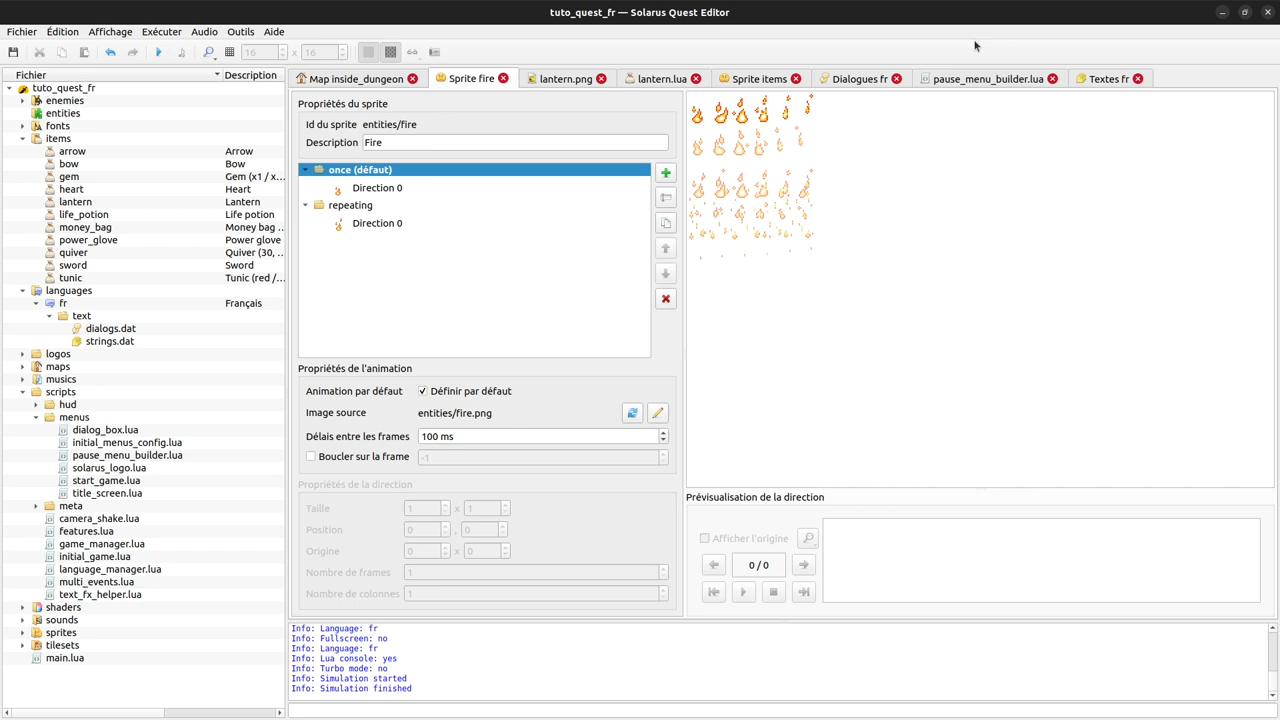 tuto_quest_fr — Solarus Quest Editor
Fichier Édition Affichage Exécuter Audio Outils Aide
16 x 16
Fichier Description
Map inside_dungeon Sprite fire lantern.png lantern.lua Sprite items Dialogues fr pause_menu_builder.lua Textes fr
tuto_quest_fr
enemies
entities
fonts
items
arrow Arrow
bow Bow
gem Gem (x1 / x...
heart Heart
lantern Lantern
life_potion Life potion
money_bag Money bag ...
power_glove Power glove
quiver Quiver (30, ...
sword Sword
tunic Tunic (red /...
languages
fr Français
text
dialogs.dat
strings.dat
logos
maps
musics
scripts
hud
menus
dialog_box.lua
initial_menus_config.lua
pause_menu_builder.lua
solarus_logo.lua
start_game.lua
title_screen.lua
meta
camera_shake.lua
features.lua
game_manager.lua
initial_game.lua
language_manager.lua
multi_events.lua
text_fx_helper.lua
shaders
sounds
sprites
tilesets
main.lua
Propriétés du sprite
Id du sprite entities/fire
Description Fire
once (défaut)
Direction 0
repeating
Direction 0
Propriétés de l'animation
Animation par défaut Définir par défaut
Image source entities/fire.png
Délais entre les frames 100 ms
Boucler sur la frame -1
Propriétés de la direction
Taille 1 x 1
Position 0 , 0
Origine 0 x 0
Nombre de frames 1
Nombre de colonnes 1
Prévisualisation de la direction
Afficher l'origine
0 / 0
Info: Language: fr
Info: Fullscreen: no
Info: Language: fr
Info: Lua console: yes
Info: Turbo mode: no
Info: Simulation started
Info: Simulation finished